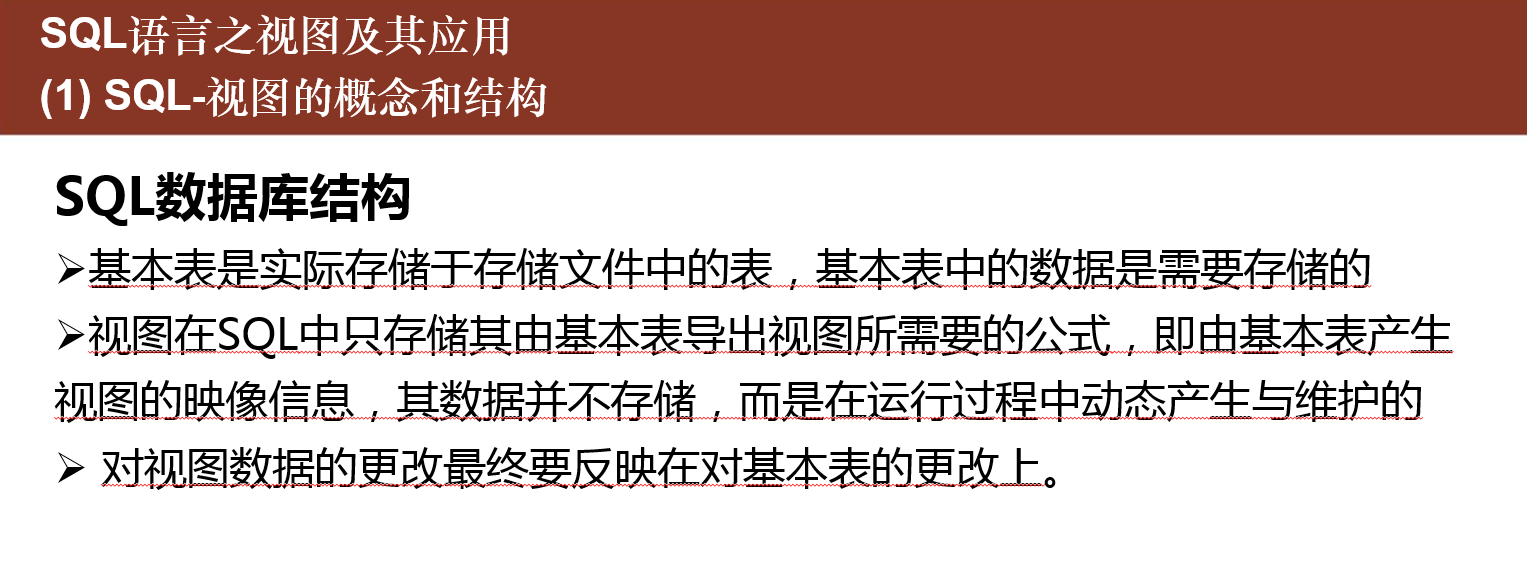 SQL语言之视图及其应用
(1) SQL-视图的概念和结构
SQL数据库结构
➢基本表是实际存储于存储文件中的表，基本表中的数据是需要存储的
➢视图在SQL中只存储其由基本表导出视图所需要的公式，即由基本表产生
视图的映像信息，其数据并不存储，而是在运行过程中动态产生与维护的
➢ 对视图数据的更改最终要反映在对基本表的更改上。